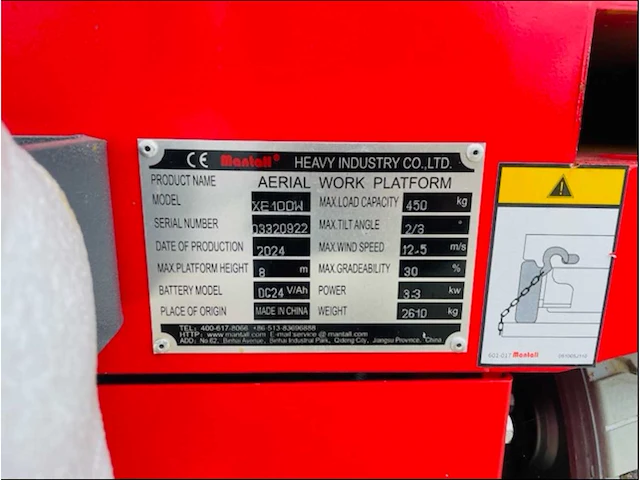 CE Mantall® HEAVY INDUSTRY CO.,LTD.
PRODUCT NAME AERIAL WORK PLATFORM
MODEL XE100W MAX.LOAD CAPACITY 450 kg
SERIAL NUMBER 03320922 MAX.TILT ANGLE 2/3 °
DATE OF PRODUCTION 2024 MAX.WIND SPEED 12.5 m/s
MAX.PLATFORM HEIGHT 8 m MAX.GRADEABILITY 30 %
BATTERY MODEL DC24 V/Ah POWER 3.3 kw
PLACE OF ORIGIN MADE IN CHINA WEIGHT 2610 kg
TEL: 400-617-8066 +86-513-83696888
HTTP: www.mantall.com E-mail service @ mantall.com
ADD: No.62, Binhai Avenue, Binhai Industrial Park, Qidong City, Jiangsu Province, China
601-017 Mantall